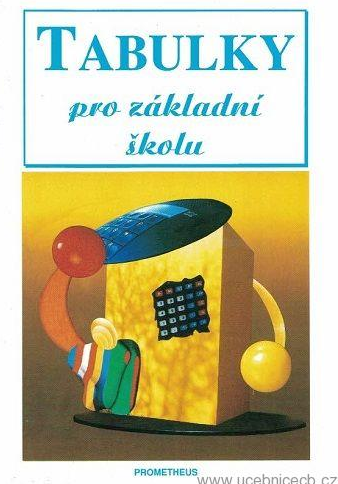 TABULKY
pro základní
školu
PROMETHEUS
www.ucebnicecb.cz